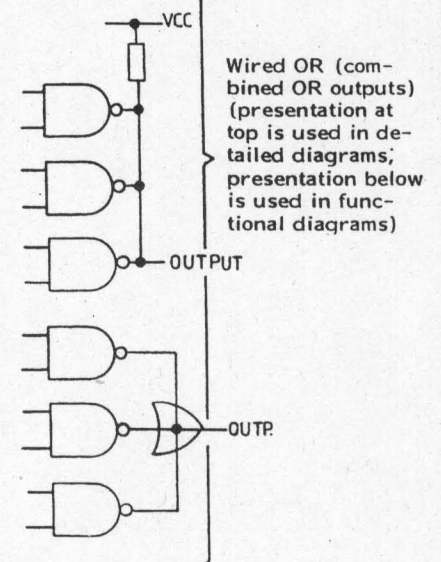 VCC
Wired OR (com-
bined OR outputs)
(presentation at
top is used in de-
tailed diagrams;
presentation below
is used in func-
tional diagrams)
OUTPUT
OUTP.